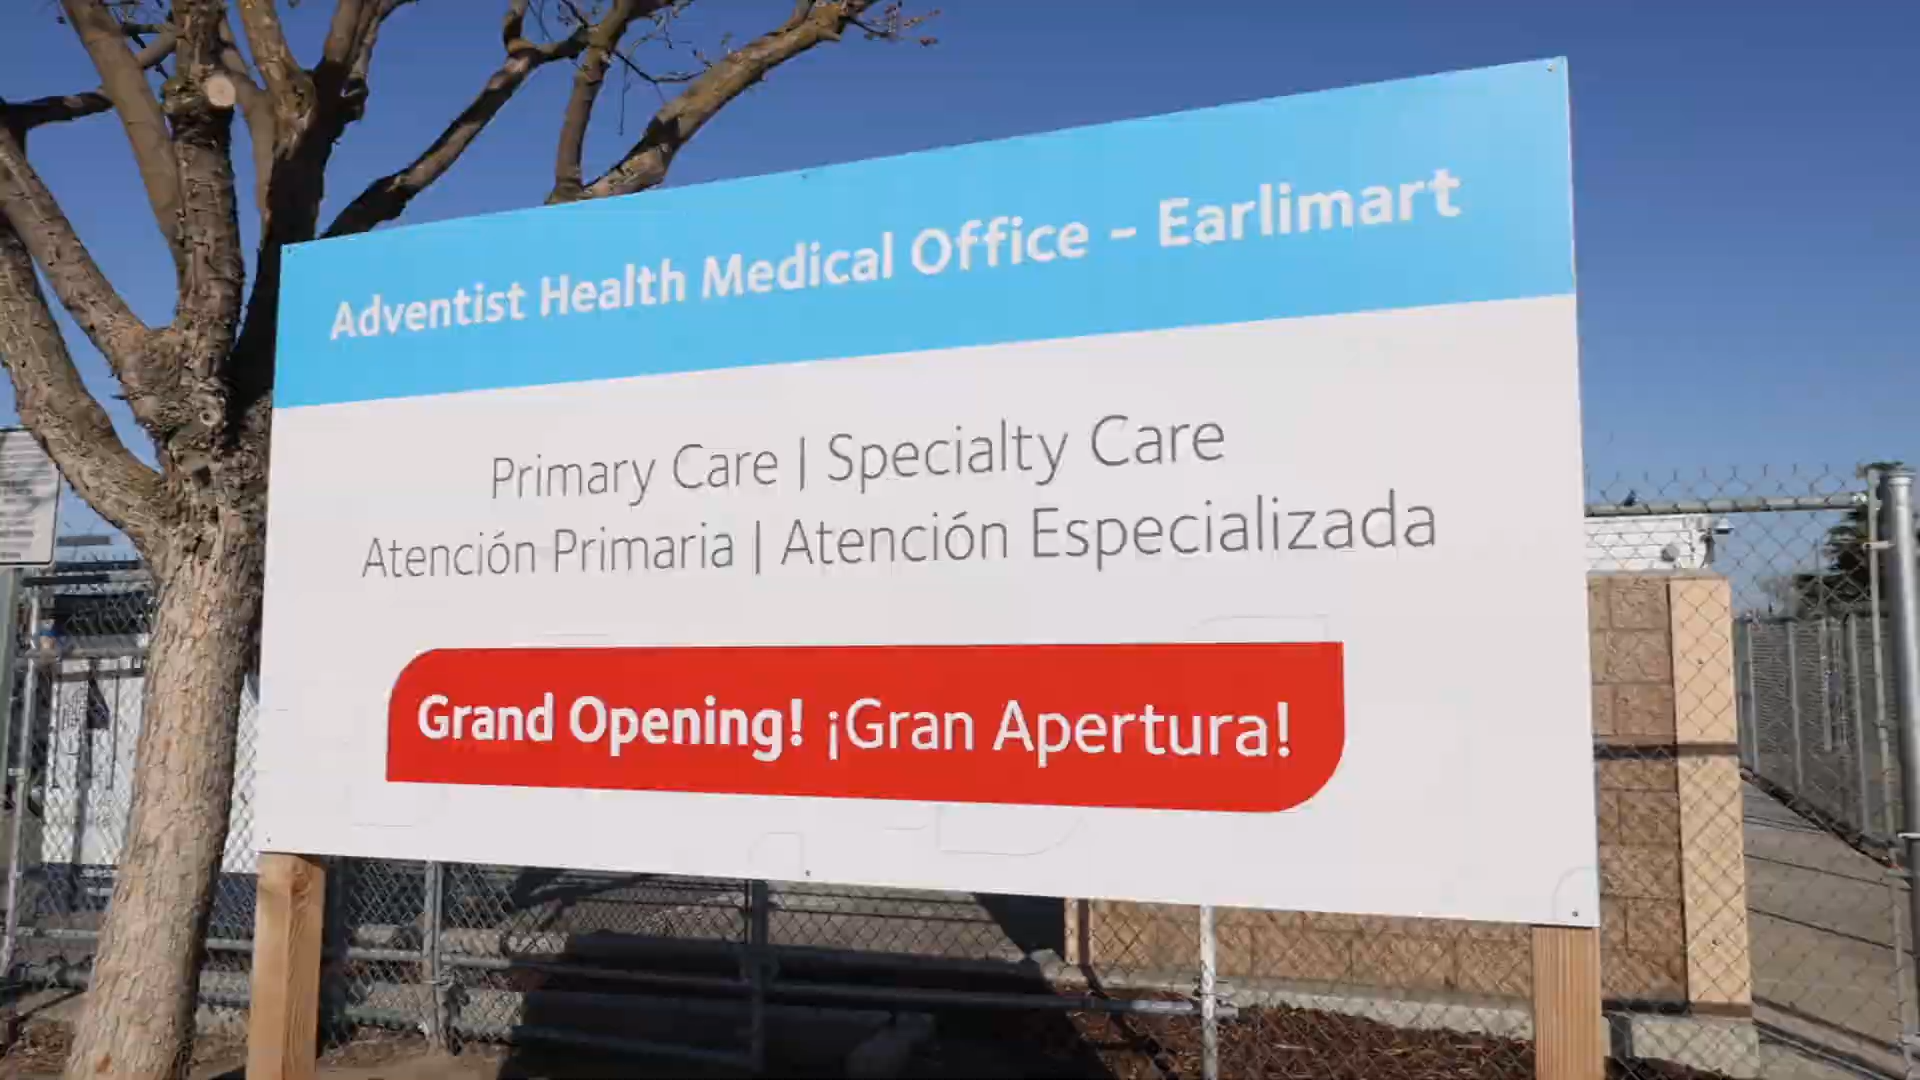 Adventist Health Medical Office - Earlimart
Primary Care | Specialty Care
Atención Primaria | Atención Especializada
Grand Opening! ¡Gran Apertura!